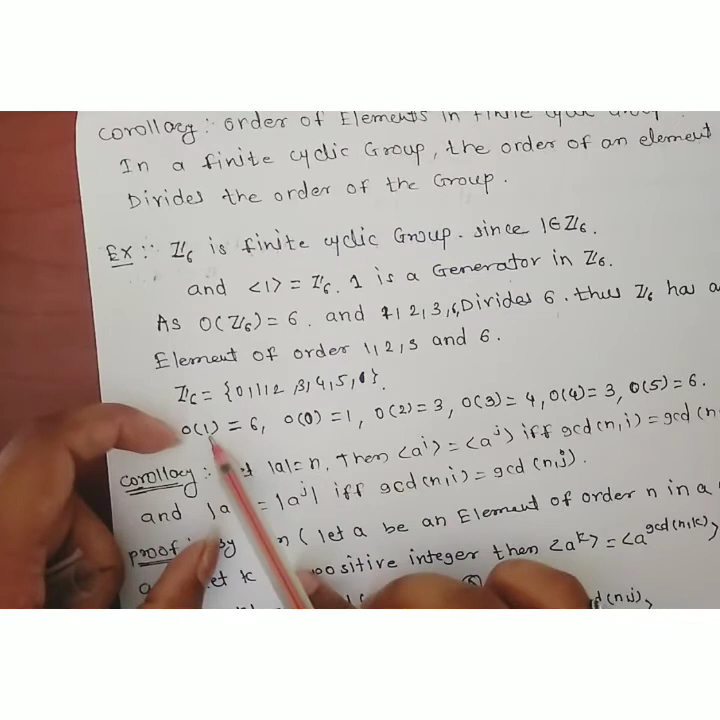 Corollary : Order of Elements in Finite
In a finite cyclic Group, the order of an element
Divides the order of the Group.
Ex :: Z6 is finite cyclic Group. since 1 ∈ Z6.
and <1> = Z6. 1 is a Generator in Z6.
As O(Z6) = 6. and 1, 2, 3, 6, Divides 6. thus Z6 has a
Element of order 1, 2, 3 and 6.
Z6 = {0, 1, 2, 3, 4, 5, }.
O(1) = 6, O(0) = 1, O(2) = 3, O(3) = 4, O(4) = 3, O(5) = 6.
Corollary : |a| = n. Then <a^i> = <a^j> iff gcd(n, i) = gcd(n
and |a = |a^j| iff gcd(n, i) = gcd(n, j).
proof : By n ( let a be an Element of order n in a
et k positive integer then <a^k> = <a^gcd(n, k)>
d(n, j)